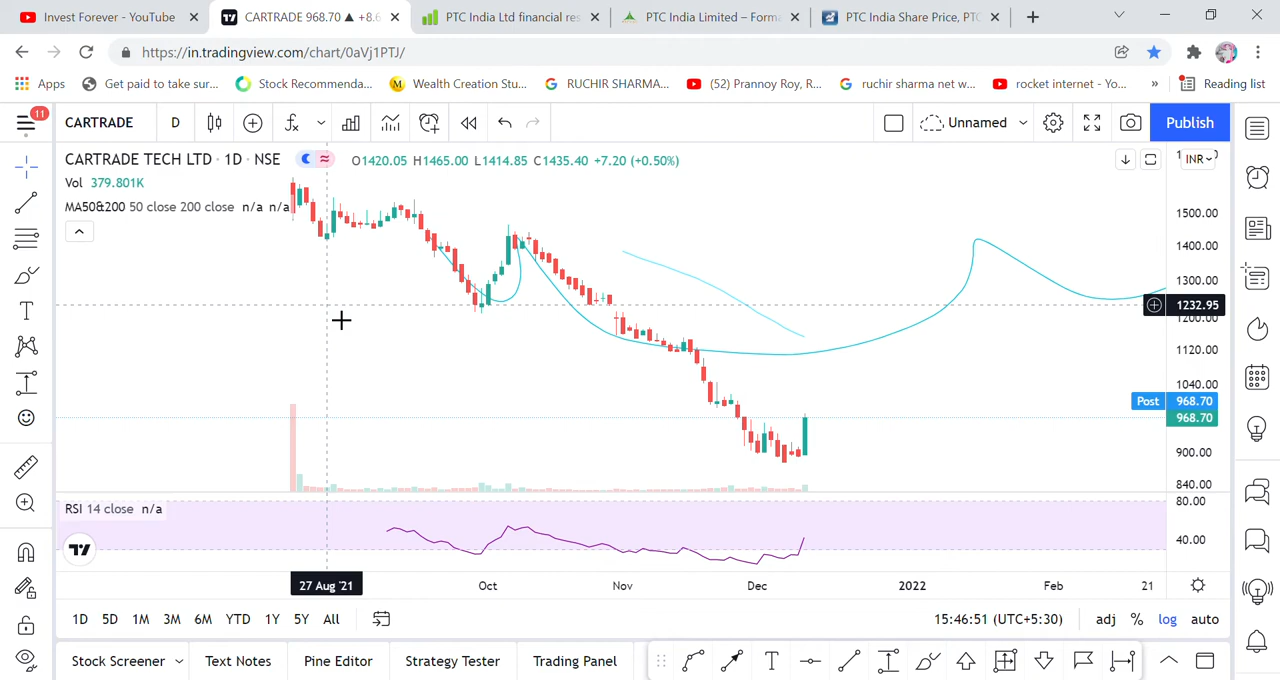 Invest Forever - YouTube
CARTRADE 968.70 ▲ +8.6
PTC India Ltd financial res
PTC India Limited – Forma
PTC India Share Price, PTC
https://in.tradingview.com/chart/0aVj1PTJ/
Apps
Get paid to take sur...
Stock Recommenda...
Wealth Creation Stu...
RUCHIR SHARMA...
(52) Prannoy Roy, R...
ruchir sharma net w...
rocket internet - Yo...
»
Reading list
11
CARTRADE
D
Unnamed
Publish
CARTRADE TECH LTD · 1D · NSE
O1420.05 H1465.00 L1414.85 C1435.40 +7.20 (+0.50%)
INR
Vol 379.801K
MA50&200 50 close 200 close n/a n/a
1500.00
1400.00
1300.00
1232.95
1200.00
1120.00
1040.00
Post 968.70
968.70
900.00
840.00
RSI 14 close n/a
80.00
40.00
27 Aug '21
Oct
Nov
Dec
2022
Feb
21
1D 5D 1M 3M 6M YTD 1Y 5Y All
15:46:51 (UTC+5:30)
adj % log auto
Stock Screener
Text Notes
Pine Editor
Strategy Tester
Trading Panel